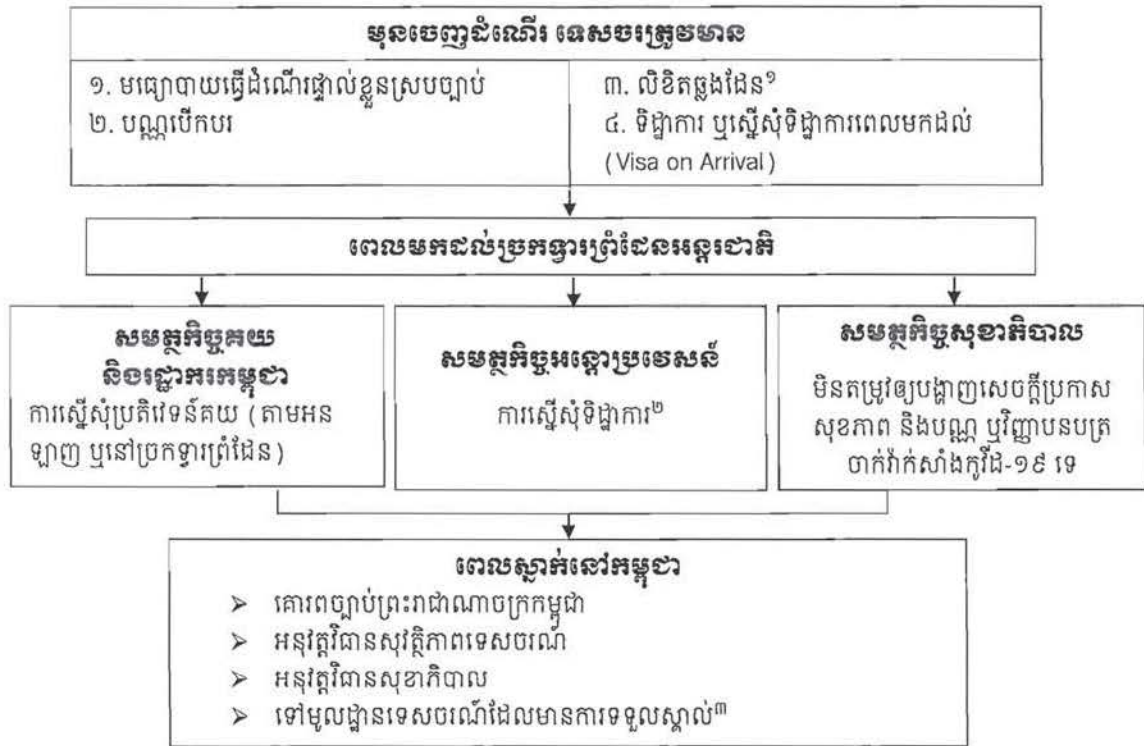 មុនចេញដំណើរ ទេសចរត្រូវមាន
១. មធ្យោបាយធ្វើដំណើរផ្ទាល់ខ្លួនស្របច្បាប់
២. បណ្ណបើកបរ
៣. លិខិតឆ្លងដែន១
៤. ទិដ្ឋាការ ឬស្នើសុំទិដ្ឋាការពេលមកដល់
(Visa on Arrival)
ពេលមកដល់ច្រកទ្វារព្រំដែនអន្តរជាតិ
សមត្ថកិច្ចគយ
និងរដ្ឋាករកម្ពុជា
ការស្នើសុំប្រតិវេទន៍គយ (តាមអន
ឡាញ ឬនៅច្រកទ្វារព្រំដែន)
សមត្ថកិច្ចអន្តោប្រវេសន៍
ការស្នើសុំទិដ្ឋាការ២
សមត្ថកិច្ចសុខាភិបាល
មិនតម្រូវឲ្យបង្ហាញសេចក្តីប្រកាស
សុខភាព និងបណ្ណ ឬវិញ្ញាបនបត្រ
ចាក់វ៉ាក់សាំងកូវីដ-១៩ ទេ
ពេលស្នាក់នៅកម្ពុជា
➢ គោរពច្បាប់ព្រះរាជាណាចក្រកម្ពុជា
➢ អនុវត្តវិធានសុវត្ថិភាពទេសចរណ៍
➢ អនុវត្តវិធានសុខាភិបាល
➢ ទៅមូលដ្ឋានទេសចរណ៍ដែលមានការទទួលស្គាល់៣